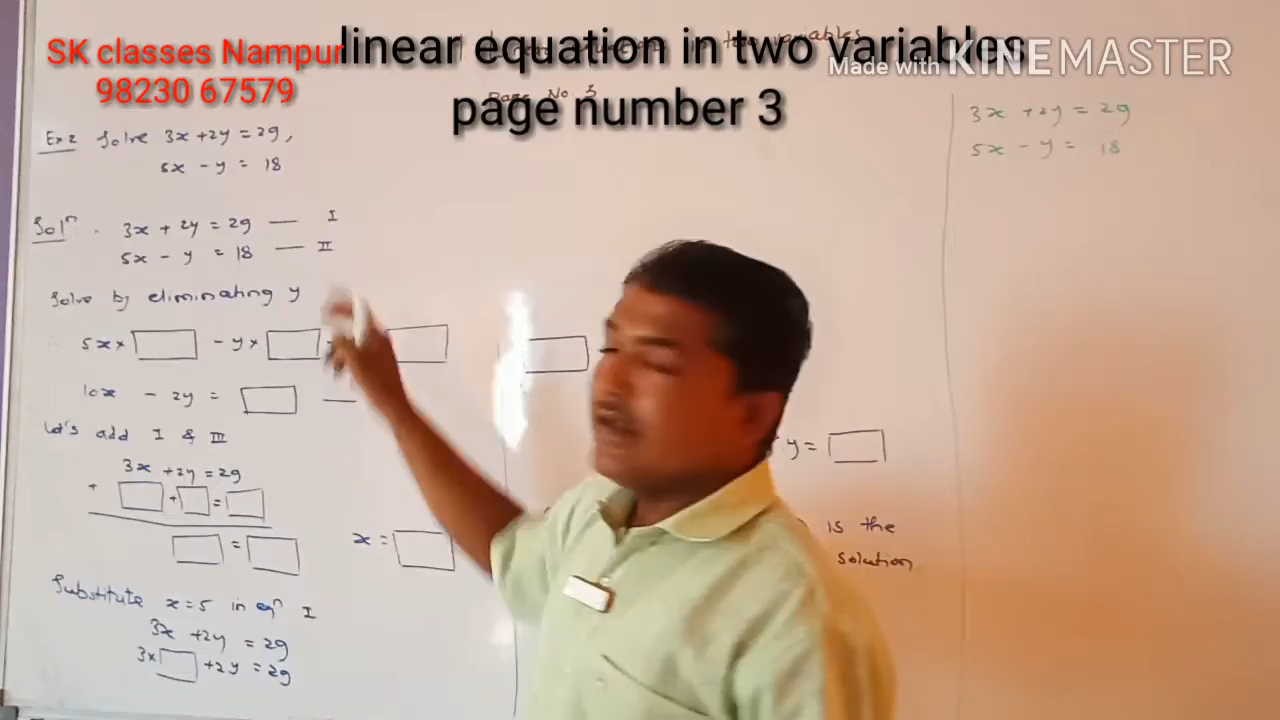 SK classes Nampur
98230 67579
linear equation in two variables
page number 3
Made with KINEMASTER
Page No 3
Ex 2 Solve 3x + 2y = 29,
5x - y = 18
Solⁿ. 3x + 2y = 29 — I
5x - y = 18 — II
Solve by eliminating y
5x × □ - y × □ □
10x - 2y = □ —
Let's add I & III
3x + 2y = 29
+ □ + □ = □
□ = □
x = □
Substitute x = 5 in eqⁿ I
3x + 2y = 29
3 × □ + 2y = 29
y = □
is the
solution
3x + 2y = 29
5x - y = 18